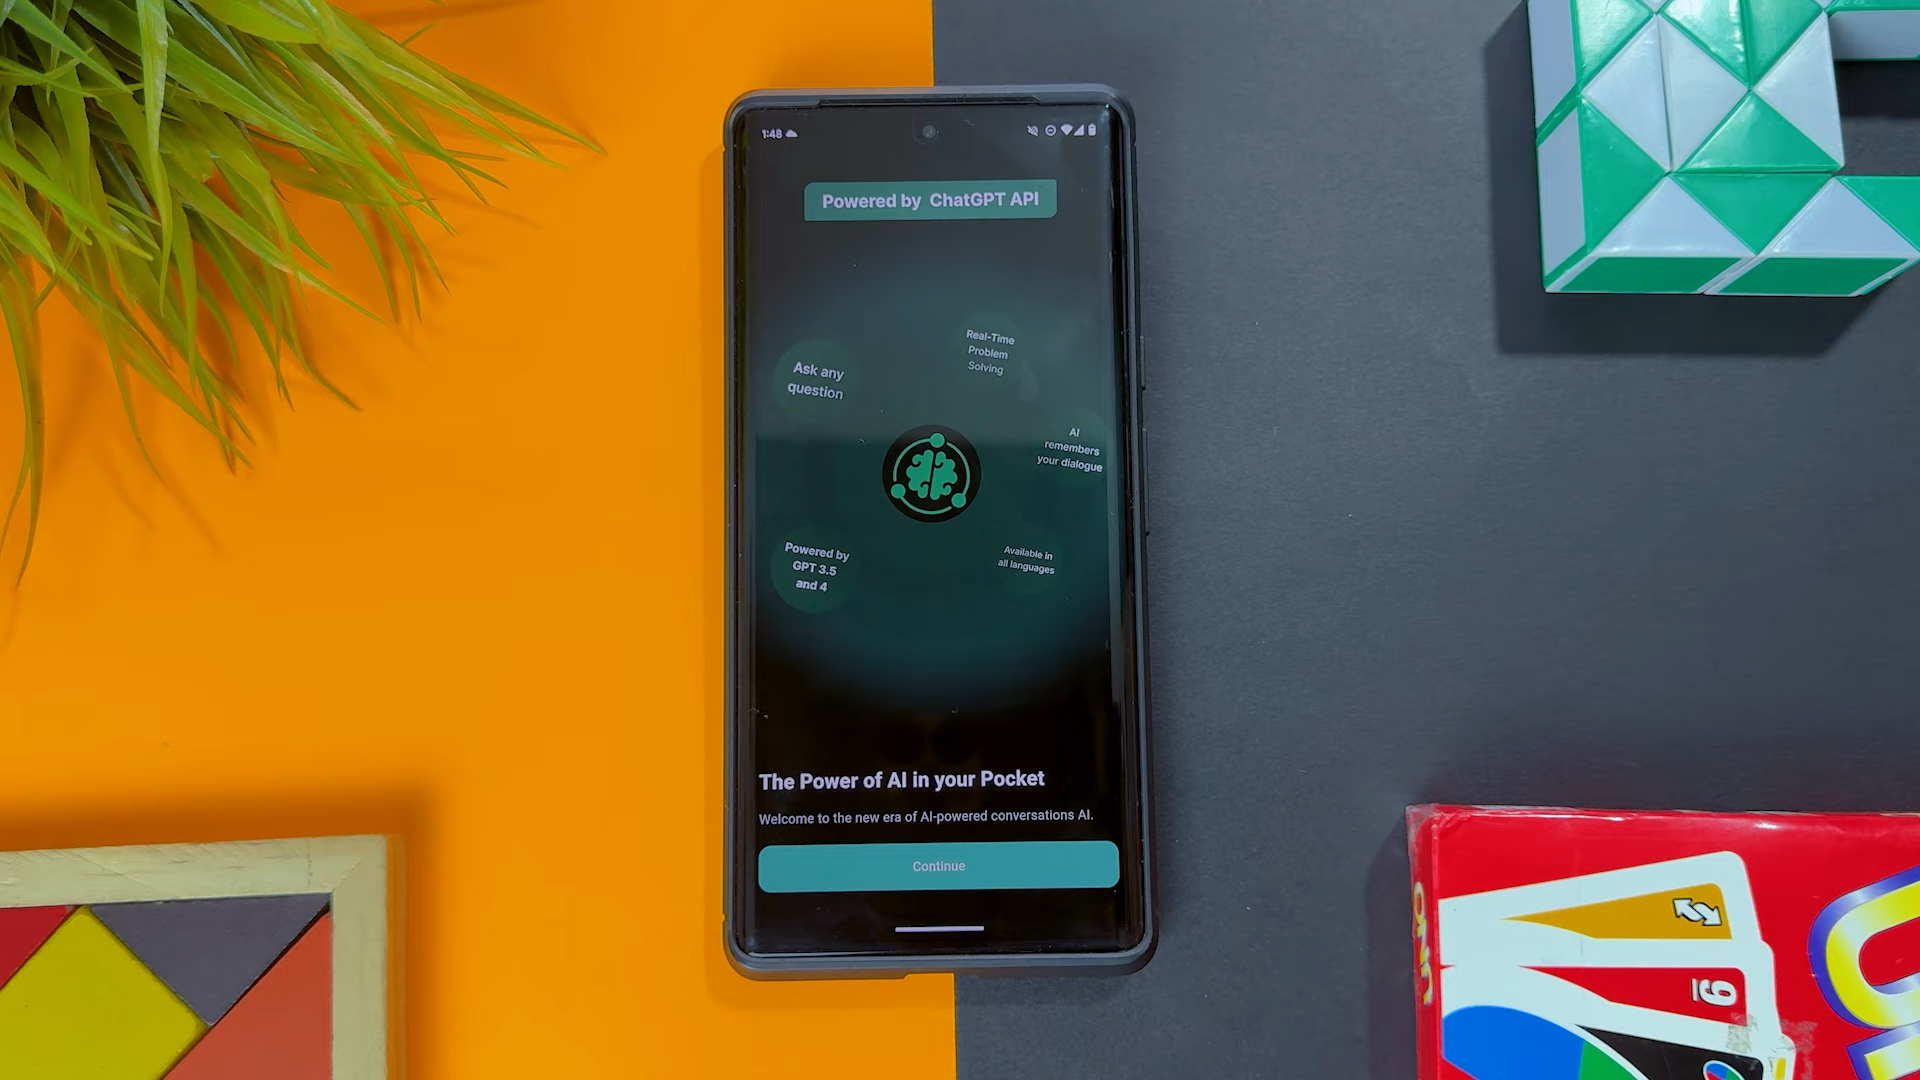 1:48
Powered by ChatGPT API
Real-Time
Problem
Solving
Ask any
question
AI
remembers
your dialogue
Powered by
GPT 3.5
and 4
Available in
all languages
The Power of AI in your Pocket
Welcome to the new era of AI-powered conversations AI.
Continue
UNO
9